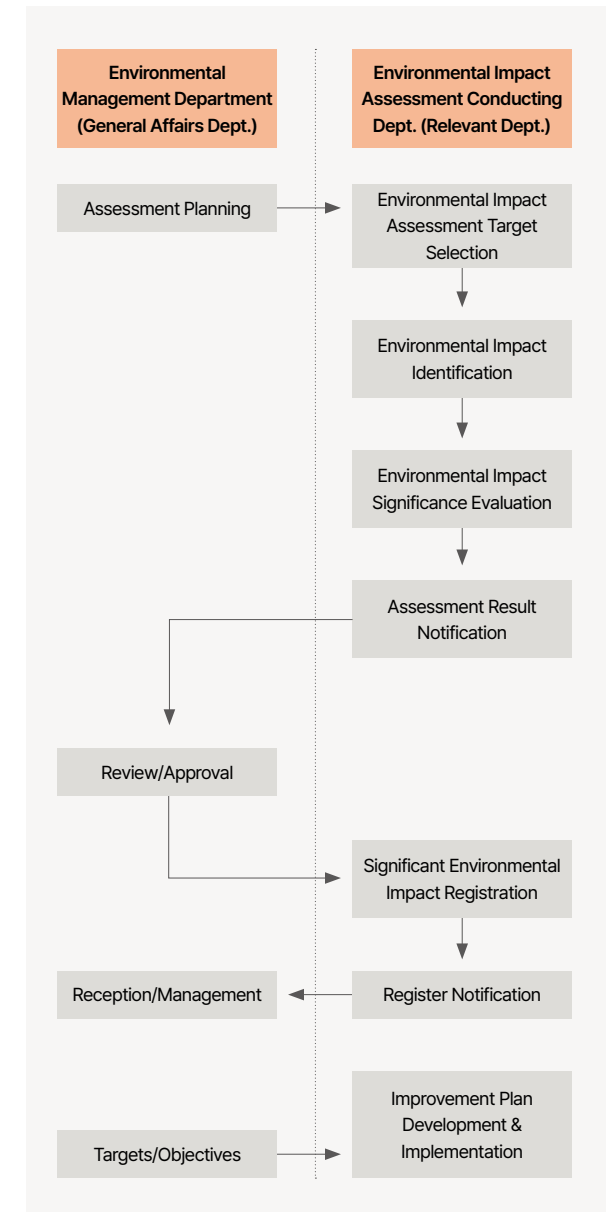 Environmental
Management Department
(General Affairs Dept.)
Environmental Impact
Assessment Conducting
Dept. (Relevant Dept.)
Assessment Planning
Environmental Impact
Assessment Target
Selection
Environmental Impact
Identification
Environmental Impact
Significance Evaluation
Assessment Result
Notification
Review/Approval
Significant Environmental
Impact Registration
Reception/Management
Register Notification
Improvement Plan
Development &
Implementation
Targets/Objectives